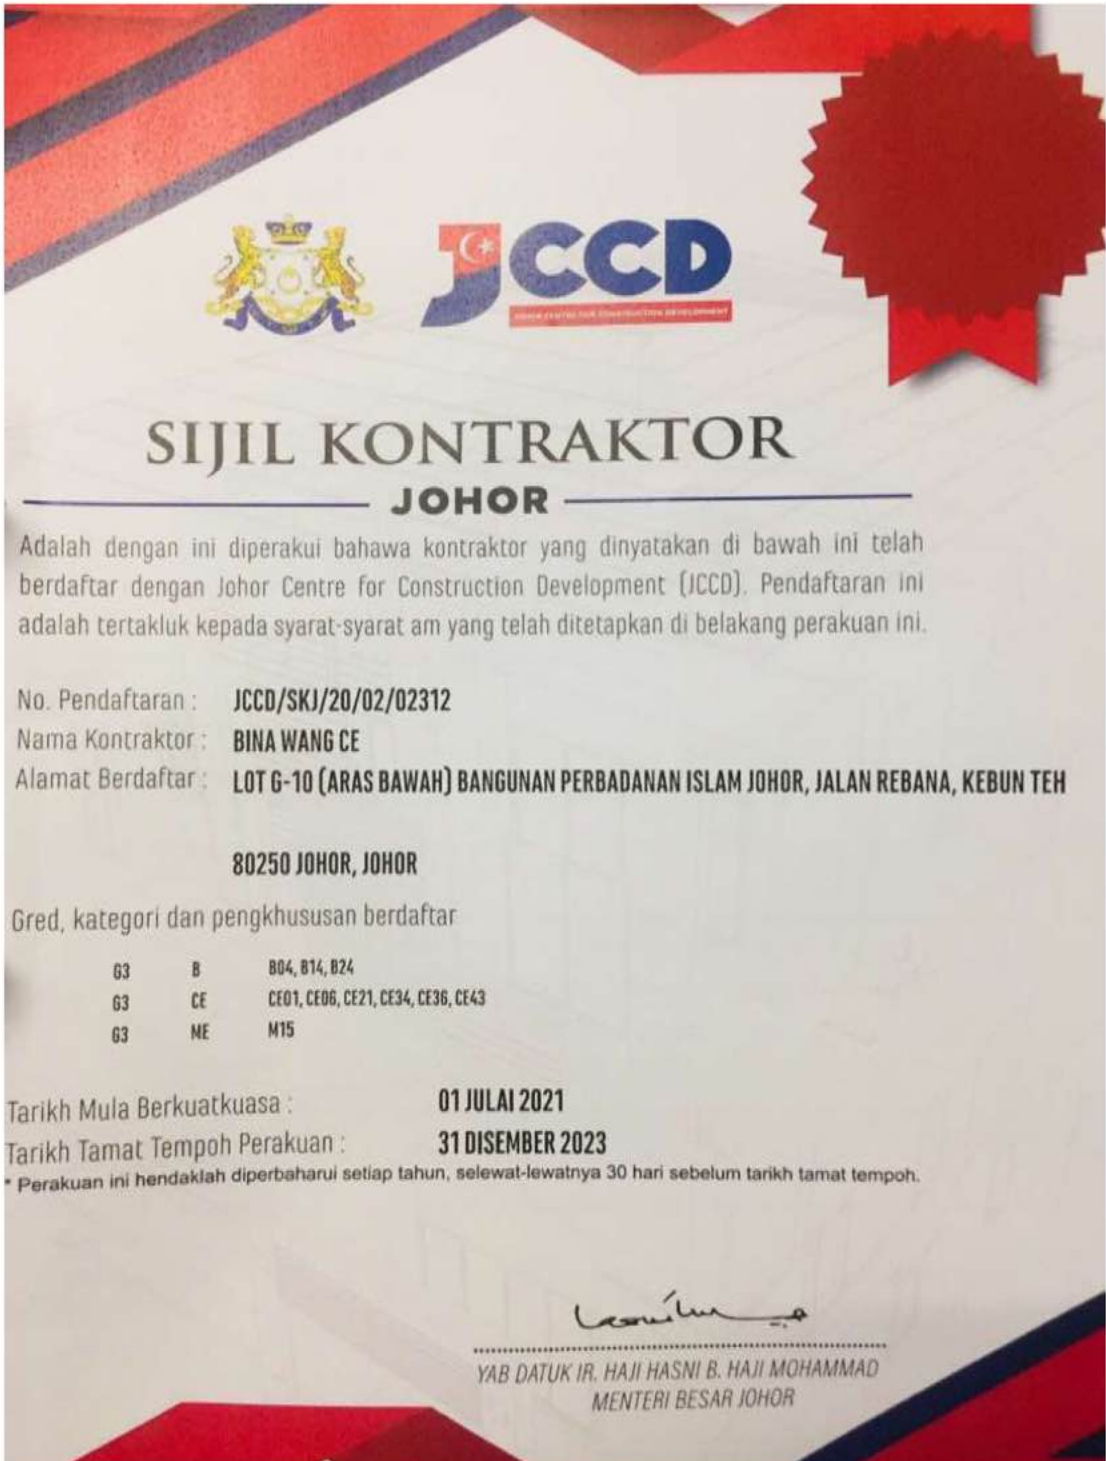 JCCD
JOHOR CENTRE FOR CONSTRUCTION DEVELOPMENT
SIJIL KONTRAKTOR
JOHOR
Adalah dengan ini diperakui bahawa kontraktor yang dinyatakan di bawah ini telah
berdaftar dengan Johor Centre for Construction Development (JCCD). Pendaftaran ini
adalah tertakluk kepada syarat-syarat am yang telah ditetapkan di belakang perakuan ini.
No. Pendaftaran : JCCD/SKJ/20/02/02312
Nama Kontraktor : BINA WANG CE
Alamat Berdaftar : LOT G-10 (ARAS BAWAH) BANGUNAN PERBADANAN ISLAM JOHOR, JALAN REBANA, KEBUN TEH
80250 JOHOR, JOHOR
Gred, kategori dan pengkhususan berdaftar
G3 B B04, B14, B24
G3 CE CE01, CE06, CE21, CE34, CE36, CE43
G3 ME M15
Tarikh Mula Berkuatkuasa : 01 JULAI 2021
Tarikh Tamat Tempoh Perakuan : 31 DISEMBER 2023
* Perakuan ini hendaklah diperbaharui setiap tahun, selewat-lewatnya 30 hari sebelum tarikh tamat tempoh.
YAB DATUK IR. HAJI HASNI B. HAJI MOHAMMAD
MENTERI BESAR JOHOR